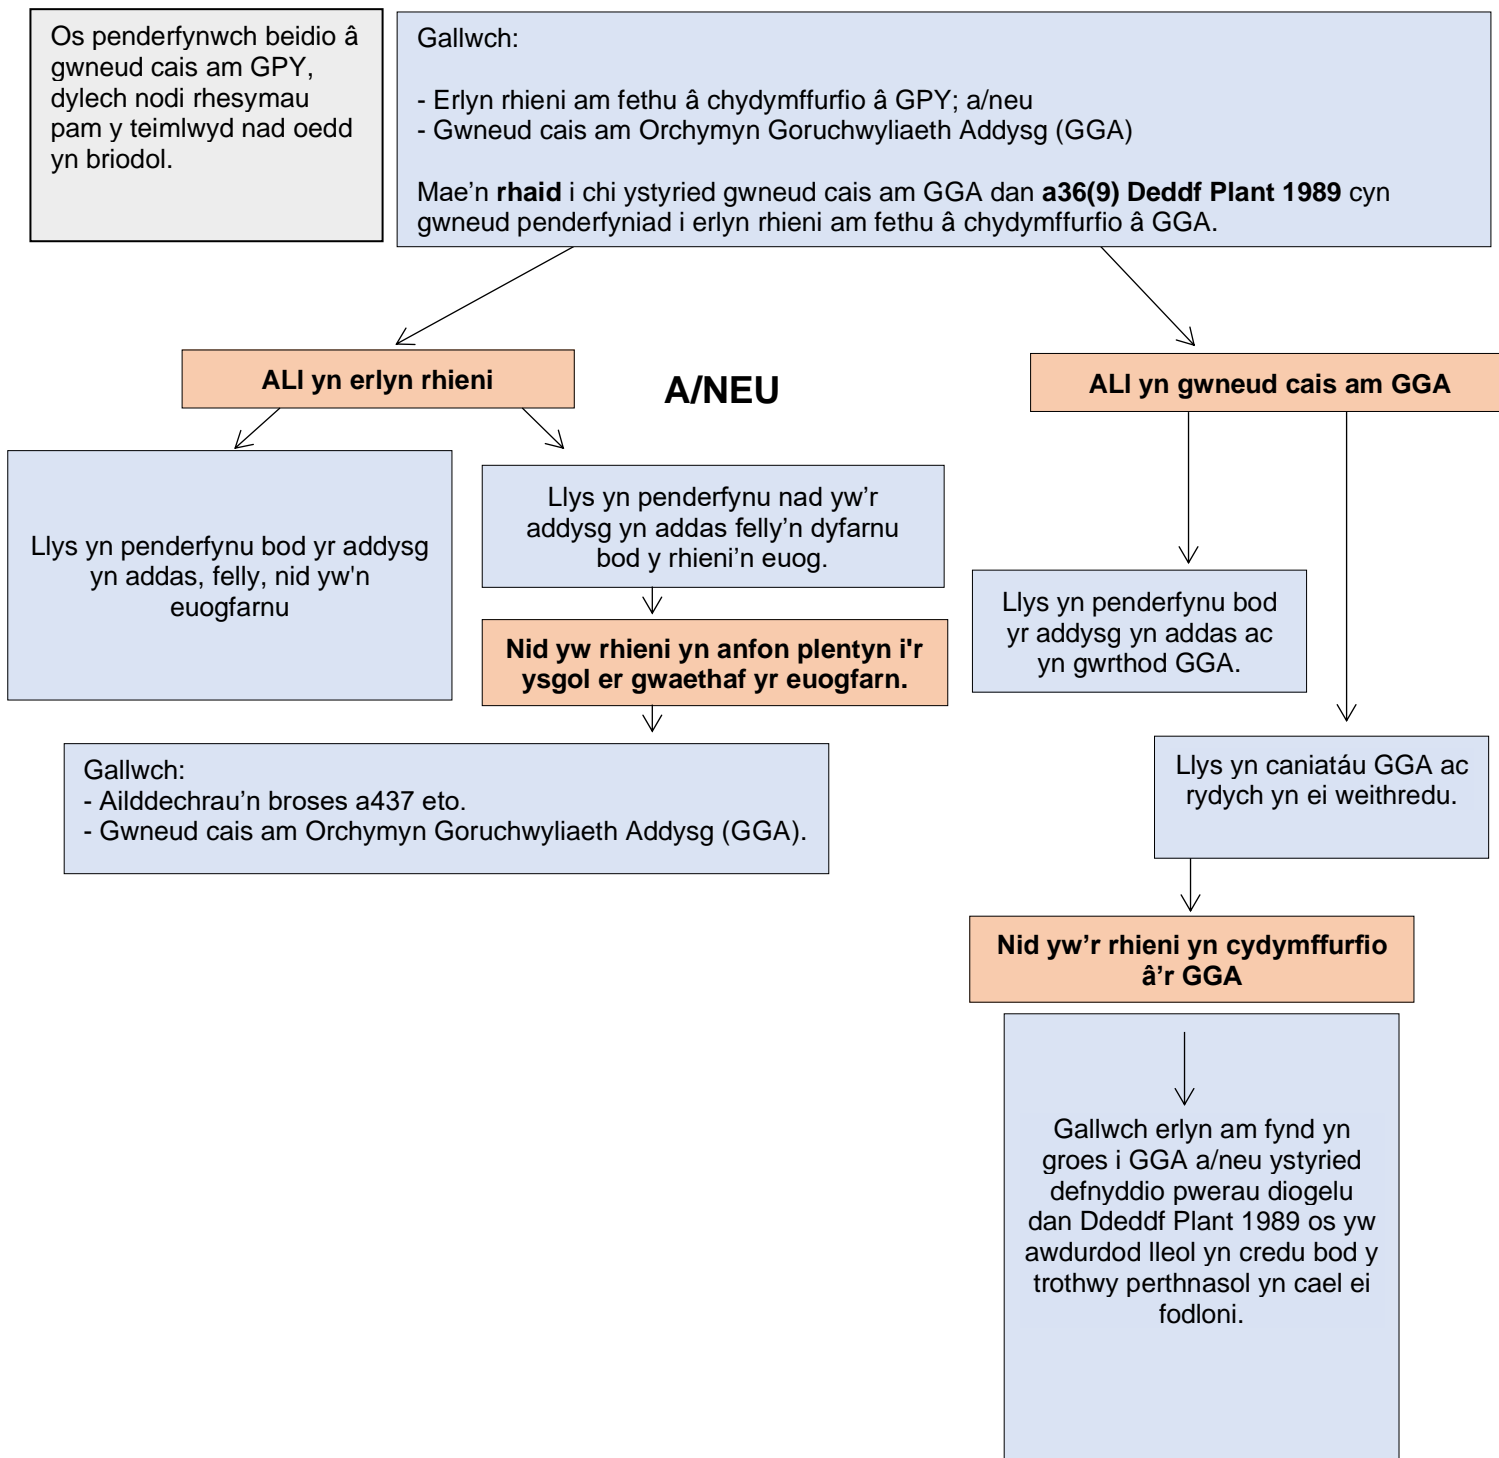 Os penderfynwch beidio â
gwneud cais am GPY,
dylech nodi rhesymau
pam y teimlwyd nad oedd
yn briodol.
Gallwch:
- Erlyn rhieni am fethu â chydymffurfio â GPY; a/neu
- Gwneud cais am Orchymyn Goruchwyliaeth Addysg (GGA)
Mae’n rhaid i chi ystyried gwneud cais am GGA dan a36(9) Deddf Plant 1989 cyn
gwneud penderfyniad i erlyn rhieni am fethu â chydymffurfio â GGA.
ALI yn erlyn rhieni
A/NEU
ALI yn gwneud cais am GGA
Llys yn penderfynu bod yr addysg
yn addas, felly, nid yw'n
euogfarnu
Llys yn penderfynu nad yw’r
addysg yn addas felly’n dyfarnu
bod y rhieni’n euog.
Nid yw rhieni yn anfon plentyn i'r
ysgol er gwaethaf yr euogfarn.
Gallwch:
- Ailddechrau’n broses a437 eto.
- Gwneud cais am Orchymyn Goruchwyliaeth Addysg (GGA).
Llys yn penderfynu bod
yr addysg yn addas ac
yn gwrthod GGA.
Llys yn caniatáu GGA ac
rydych yn ei weithredu.
Nid yw’r rhieni yn cydymffurfio
â’r GGA
Gallwch erlyn am fynd yn
groes i GGA a/neu ystyried
defnyddio pwerau diogelu
dan Ddeddf Plant 1989 os yw
awdurdod lleol yn credu bod y
trothwy perthnasol yn cael ei
fodloni.